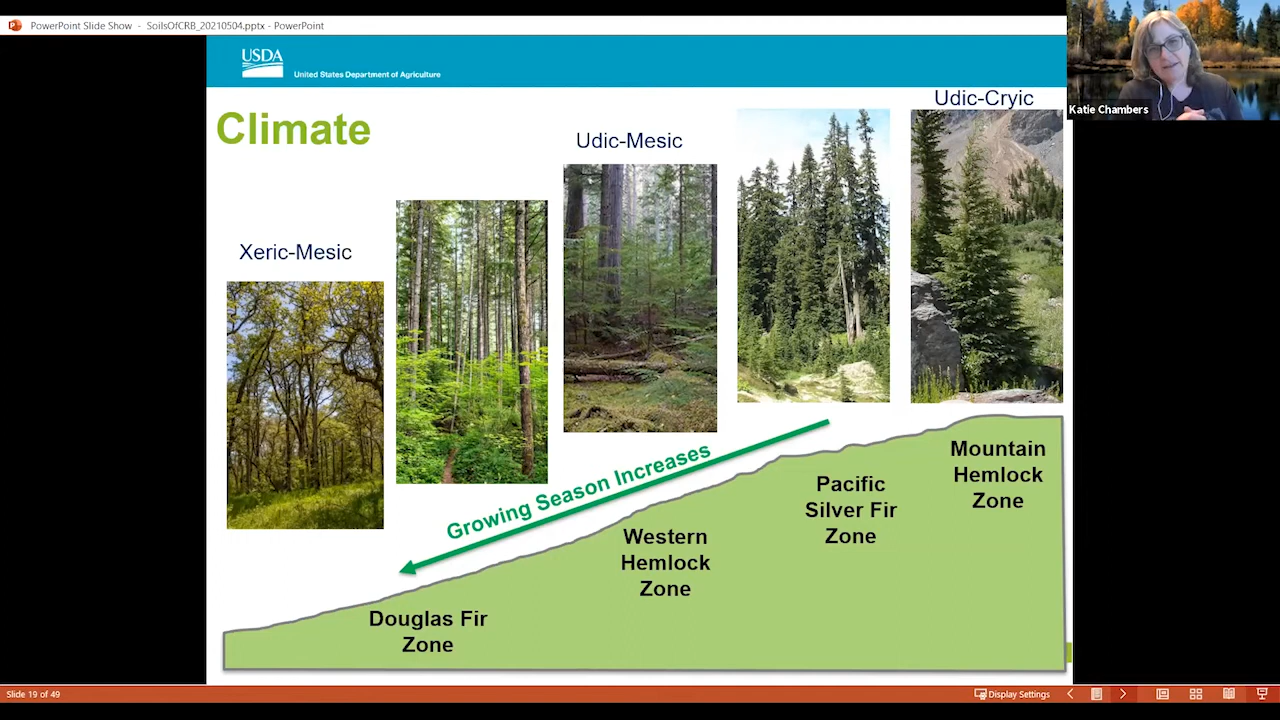 PowerPoint Slide Show - SoilsOfCRB_20210504.pptx - PowerPoint
USDA
United States Department of Agriculture
Katie Chambers
Climate
Xeric-Mesic
Udic-Mesic
Udic-Cryic
Growing Season Increases
Douglas Fir
Zone
Western
Hemlock
Zone
Pacific
Silver Fir
Zone
Mountain
Hemlock
Zone
Slide 19 of 49
Display Settings